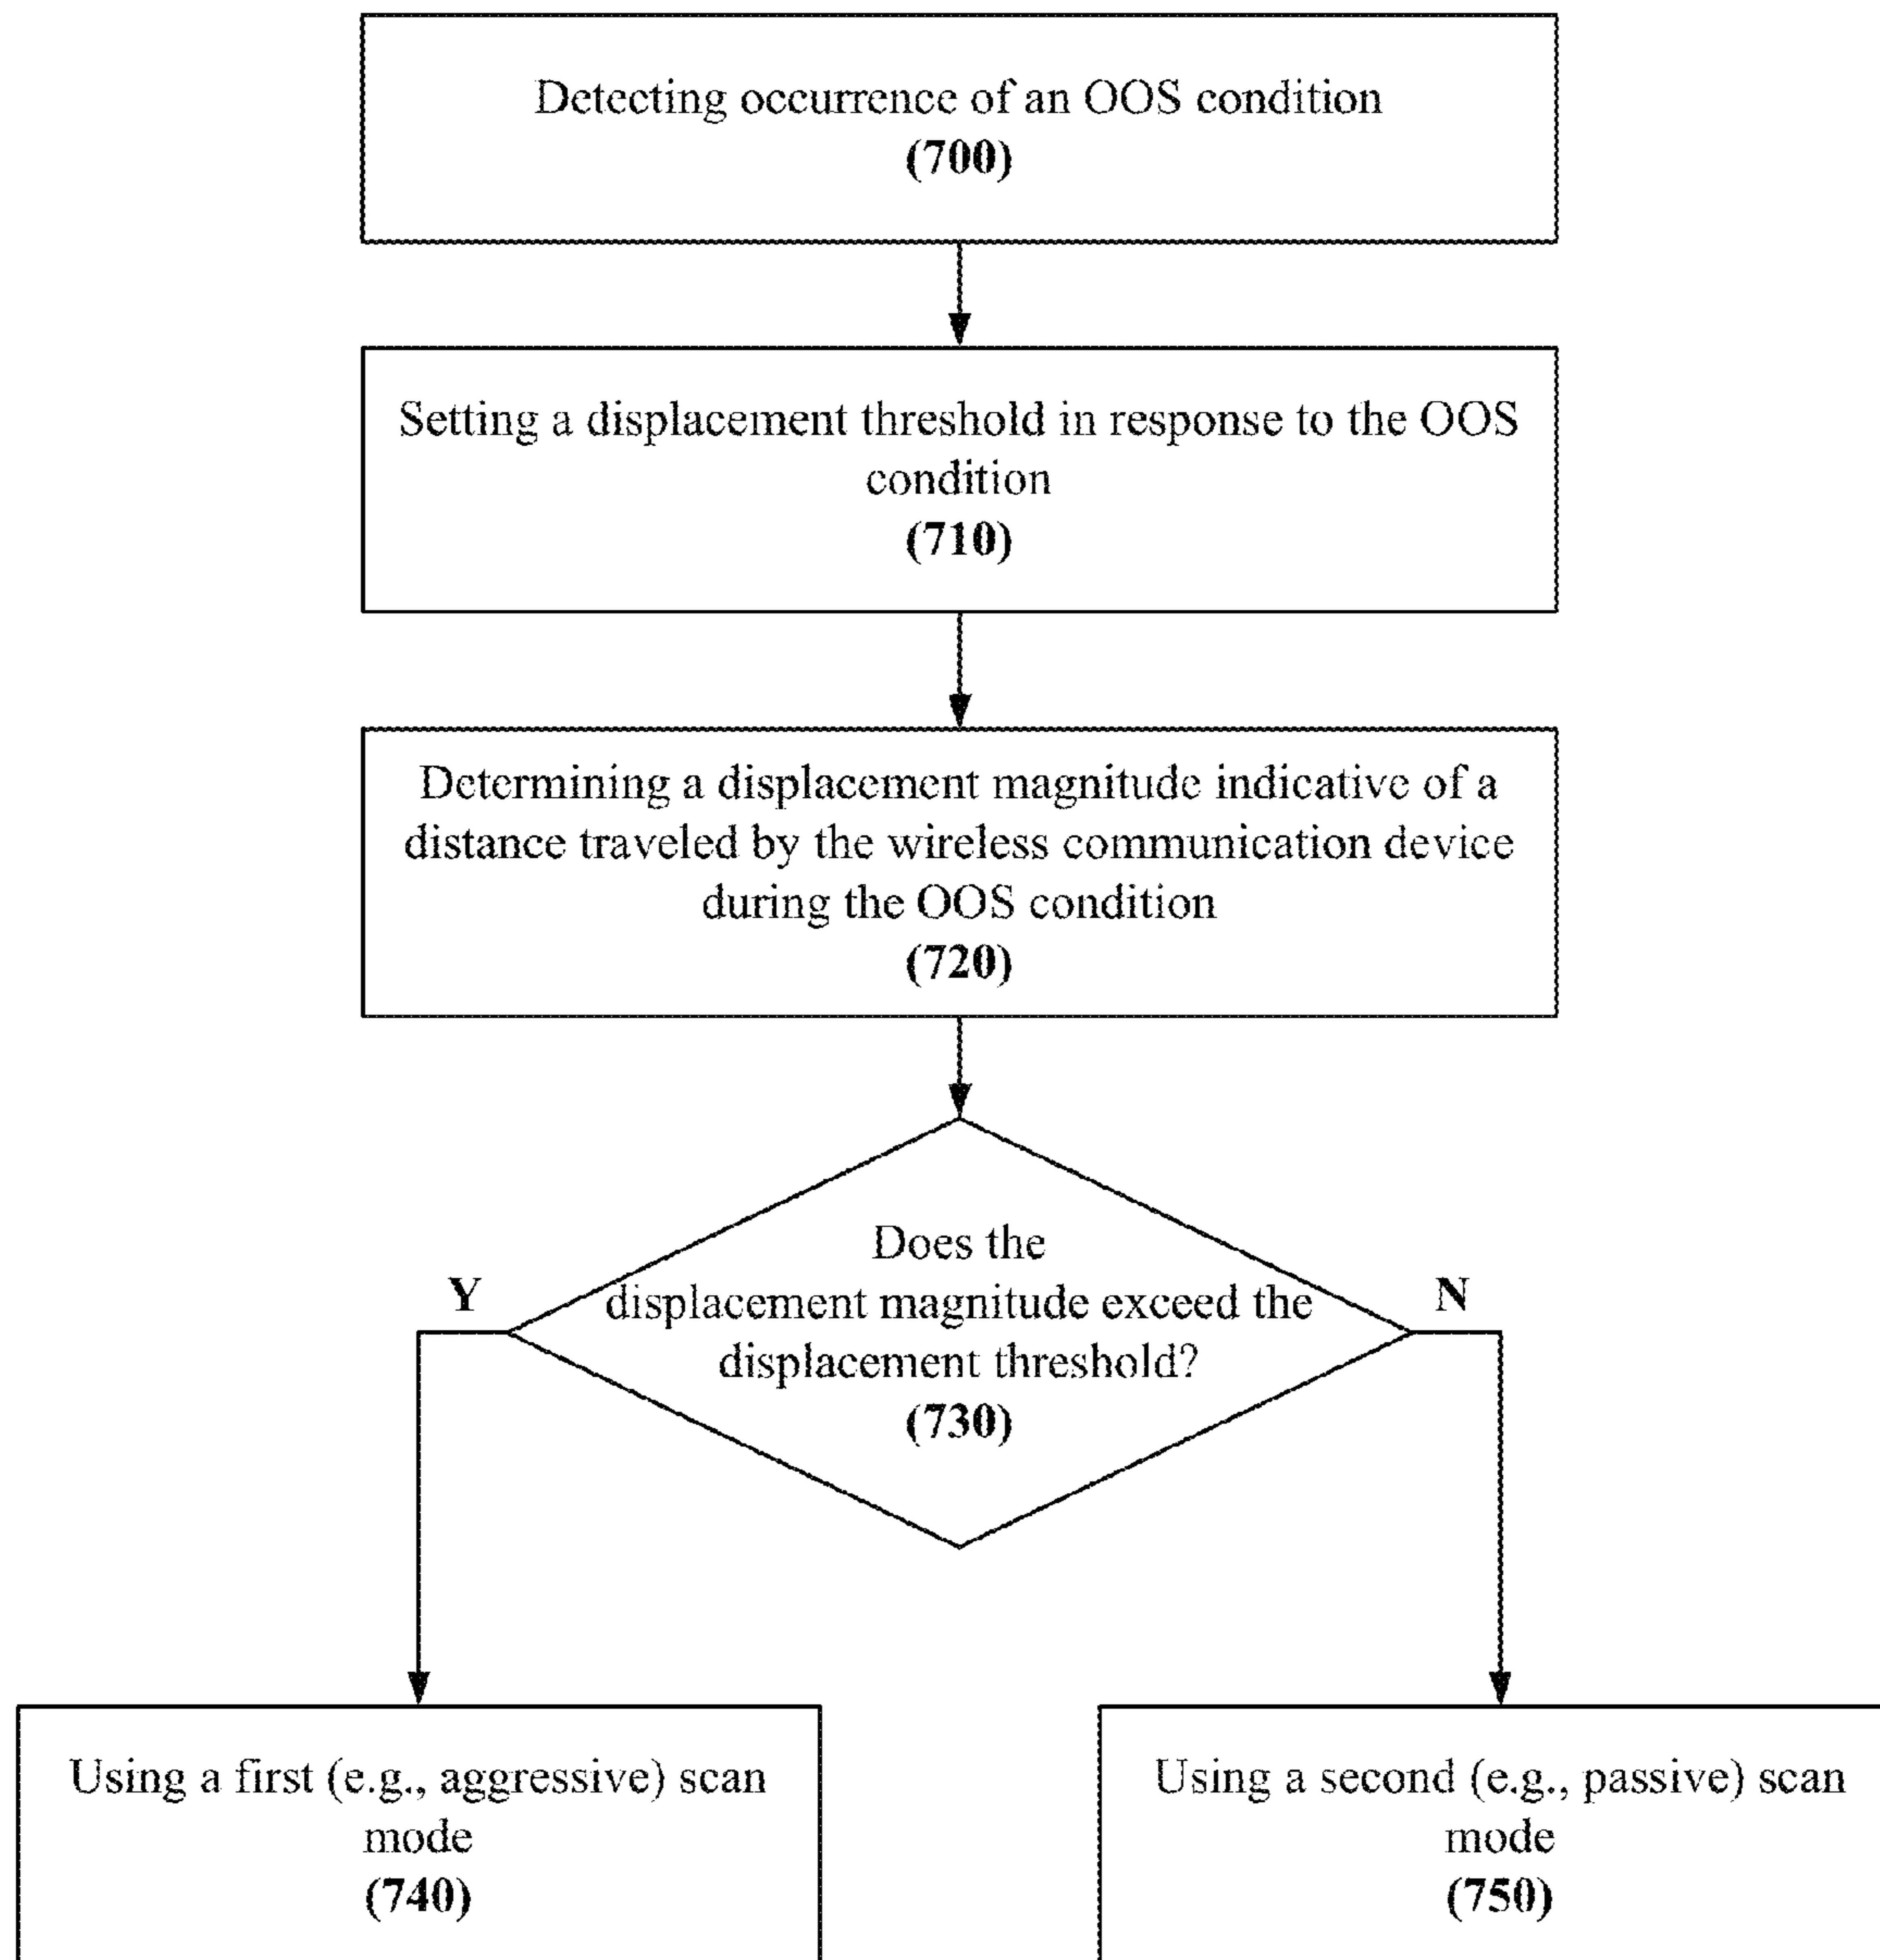 Detecting occurrence of an OOS condition
(700)
Setting a displacement threshold in response to the OOS
condition
(710)
Determining a displacement magnitude indicative of a
distance traveled by the wireless communication device
during the OOS condition
(720)
Does the
displacement magnitude exceed the
displacement threshold?
(730)
Y
N
Using a first (e.g., aggressive) scan
mode
(740)
Using a second (e.g., passive) scan
mode
(750)